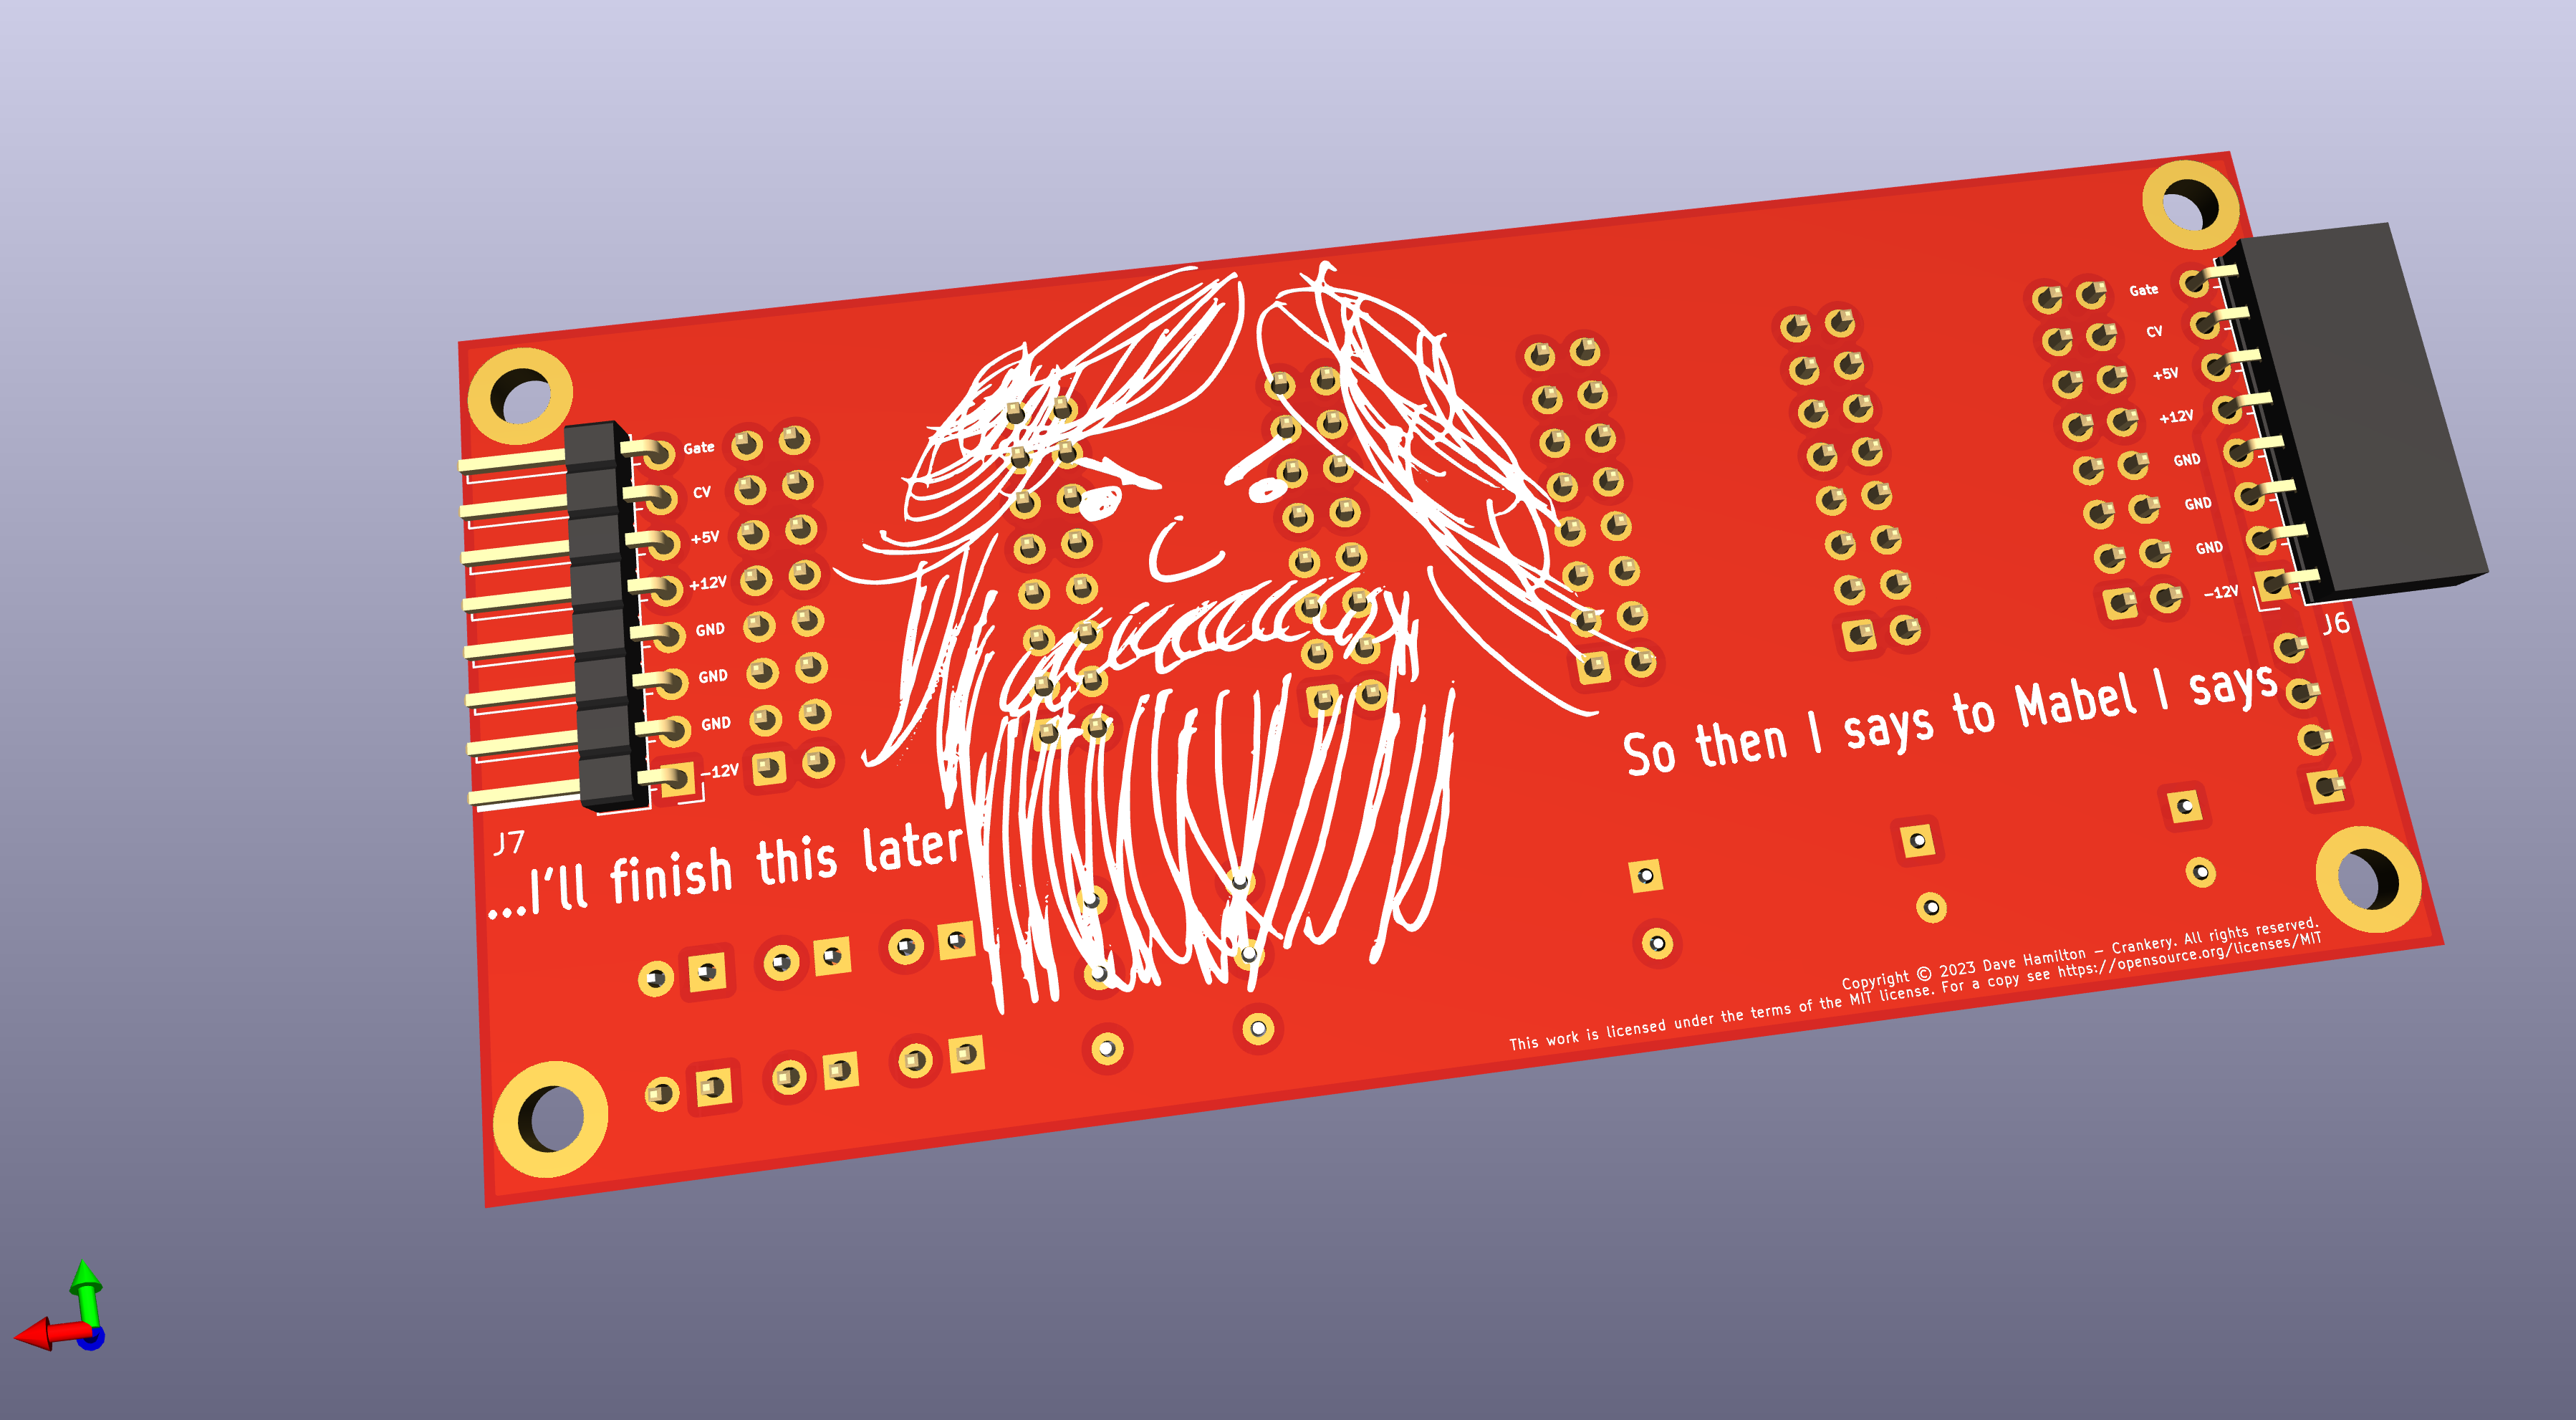 Gate
CV
+5V
+12V
GND
GND
GND
-12V
J7
...I'll finish this later
Gate
CV
+5V
+12V
GND
GND
GND
-12V
J6
So then I says to Mabel I says
Copyright © 2023 Dave Hamilton – Crankery. All rights reserved.
This work is licensed under the terms of the MIT license. For a copy see https://opensource.org/licenses/MIT